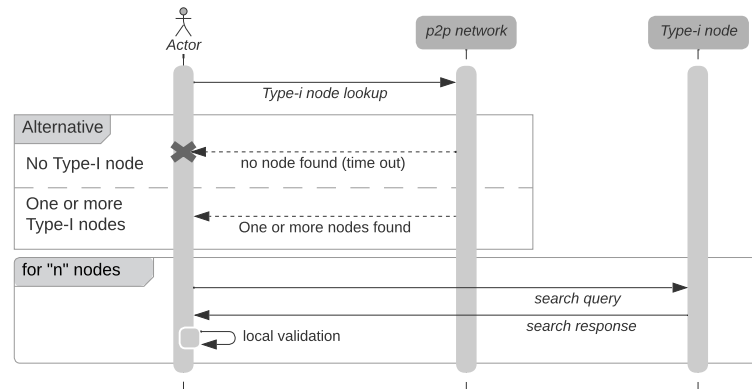 Actor
p2p network
Type-i node
Type-i node lookup
Alternative
No Type-I node
no node found (time out)
One or more
Type-I nodes
One or more nodes found
for "n" nodes
search query
search response
local validation